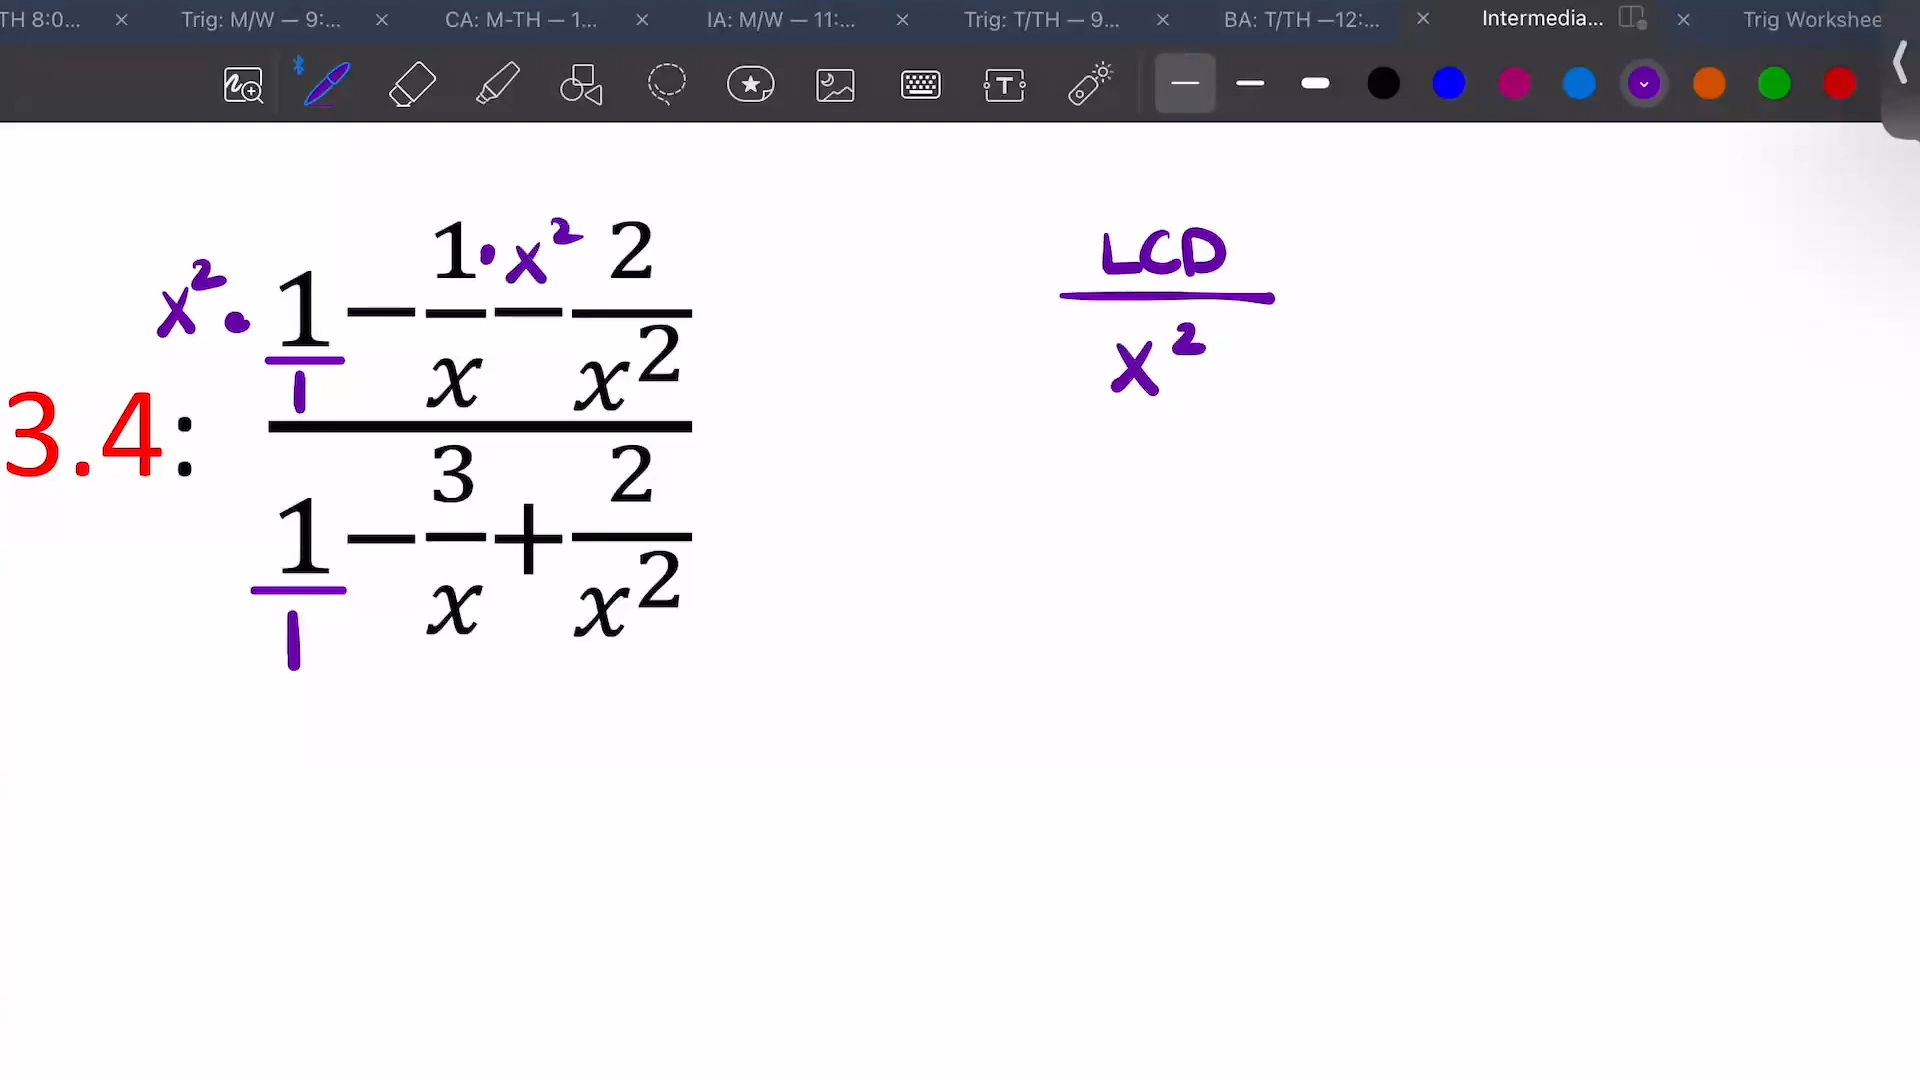 TH 8:0... Trig: M/W — 9:... CA: M-TH — 1... IA: M/W — 11:... Trig: T/TH — 9... BA: T/TH —12:... Intermedia... Trig Workshee
LCD
x²
3.4:
x² · 1/1 − 1 · x²/x − 2/x²
1/1 − 3/x + 2/x²